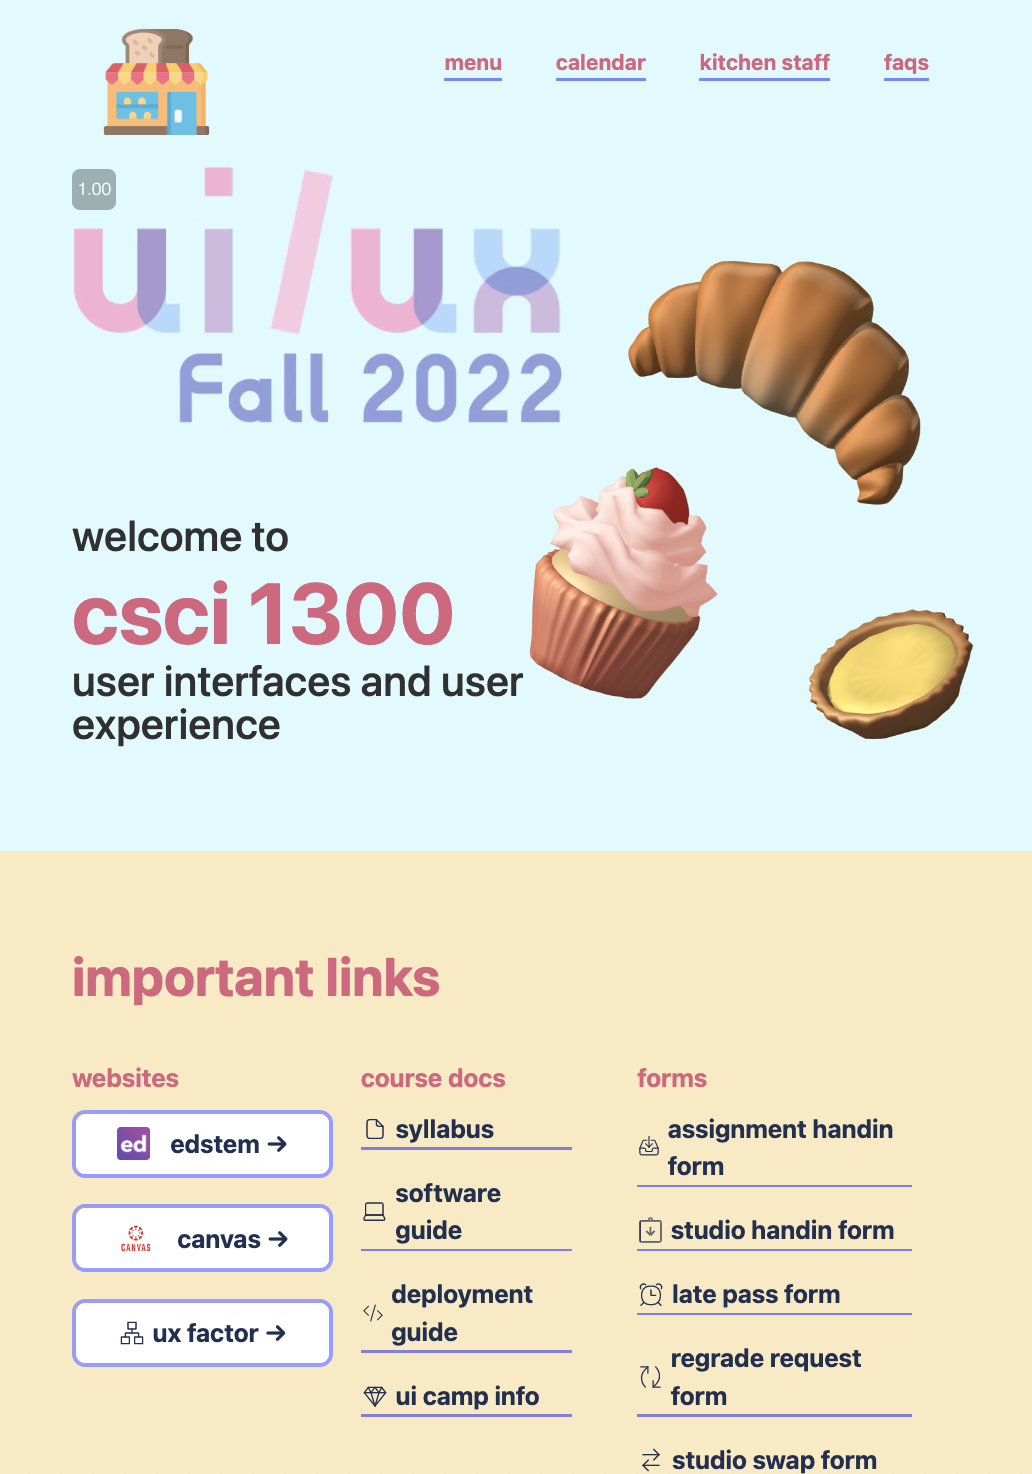 menu
calendar
kitchen staff
faqs
1.00
ui/ux
Fall 2022
welcome to
csci 1300
user interfaces and user
experience
important links
websites
ed edstem →
CANVAS canvas →
ux factor →
course docs
syllabus
software
guide
deployment
guide
ui camp info
forms
assignment handin
form
studio handin form
late pass form
regrade request
form
studio swap form